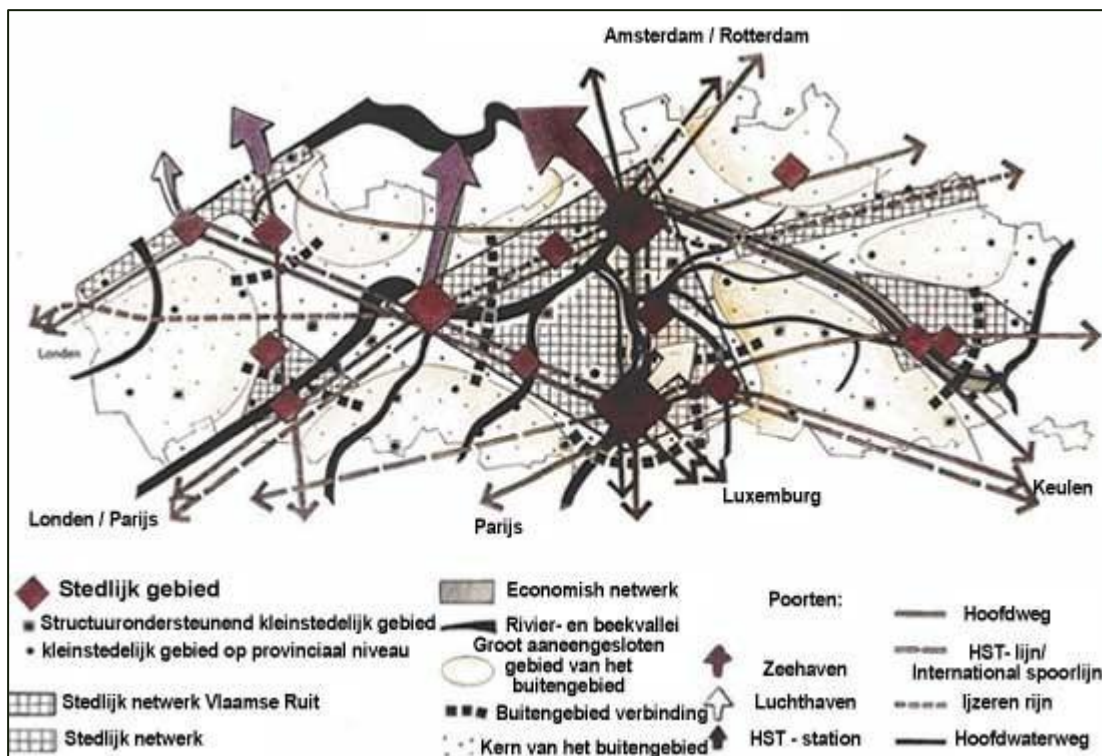 Amsterdam / Rotterdam
Londen
Londen / Parijs
Parijs
Luxemburg
Keulen
Stedlijk gebied
Structuurondersteunend kleinstedelijk gebied
kleinstedelijk gebied op provinciaal niveau
Stedlijk netwerk Vlaamse Ruit
Stedlijk netwerk
Economish netwerk
Rivier- en beekvallei
Groot aaneengesloten
gebied van het
buitengebied
Buitengebied verbinding
Kern van het buitengebied
Poorten:
Zeehaven
Luchthaven
HST - station
Hoofdweg
HST- lijn/
International spoorlijn
Ijzeren rijn
Hoofdwaterweg